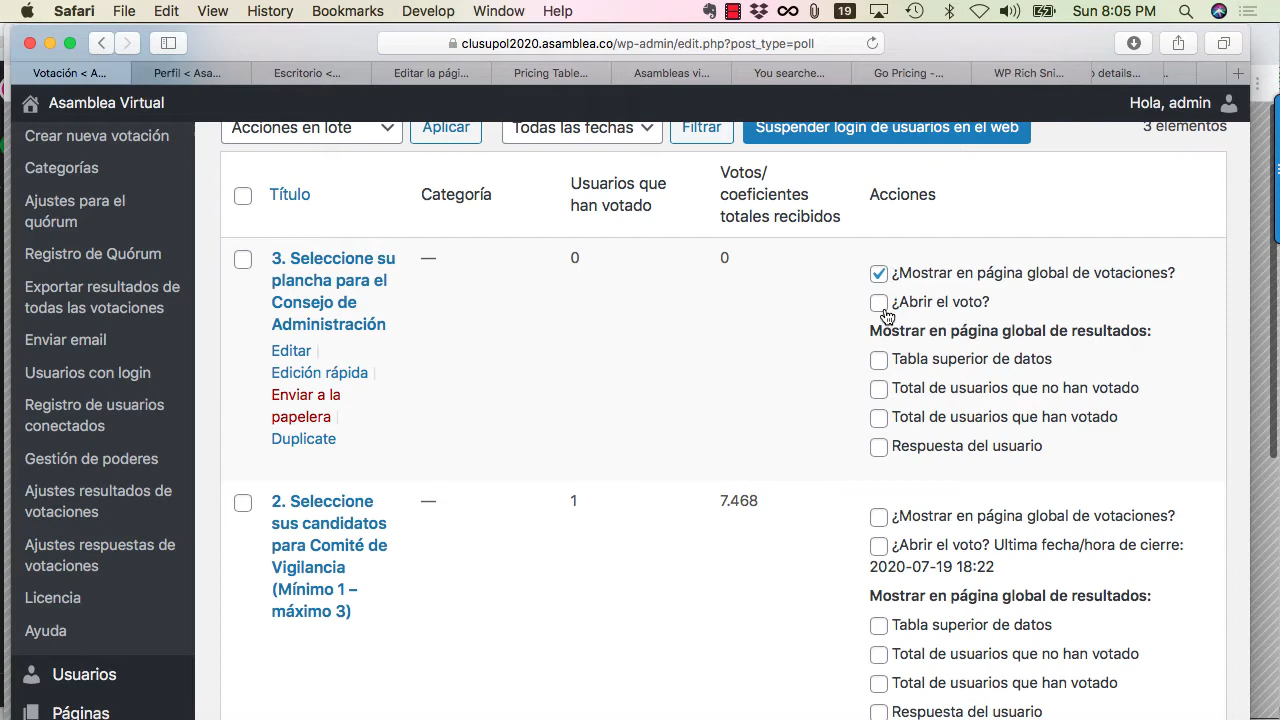 Safari File Edit View History Bookmarks Develop Window Help 19 Sun 8:05 PM
clusupol2020.asamblea.co/wp-admin/edit.php?post_type=poll
Votación < A... Perfil < Asa... Escritorio <... Editar la pági... Pricing Table... Asambleas vi... You searche... Go Pricing -... WP Rich Sni... o details...
Asamblea Virtual Hola, admin
Crear nueva votación
Categorías
Ajustes para el
quórum
Registro de Quórum
Exportar resultados de
todas las votaciones
Enviar email
Usuarios con login
Registro de usuarios
conectados
Gestión de poderes
Ajustes resultados de
votaciones
Ajustes respuestas de
votaciones
Licencia
Ayuda
Usuarios
Páginas
Acciones en lote Aplicar Todas las fechas Filtrar Suspender login de usuarios en el web 3 elementos
Título Categoría Usuarios que
han votado Votos/
coeficientes
totales recibidos Acciones
3. Seleccione su
plancha para el
Consejo de
Administración
Editar |
Edición rápida |
Enviar a la
papelera |
Duplicate
— 0 0
¿Mostrar en página global de votaciones?
¿Abrir el voto?
Mostrar en página global de resultados:
Tabla superior de datos
Total de usuarios que no han votado
Total de usuarios que han votado
Respuesta del usuario
2. Seleccione
sus candidatos
para Comité de
Vigilancia
(Mínimo 1 –
máximo 3)
— 1 7.468
¿Mostrar en página global de votaciones?
¿Abrir el voto? Ultima fecha/hora de cierre:
2020-07-19 18:22
Mostrar en página global de resultados:
Tabla superior de datos
Total de usuarios que no han votado
Total de usuarios que han votado
Respuesta del usuario